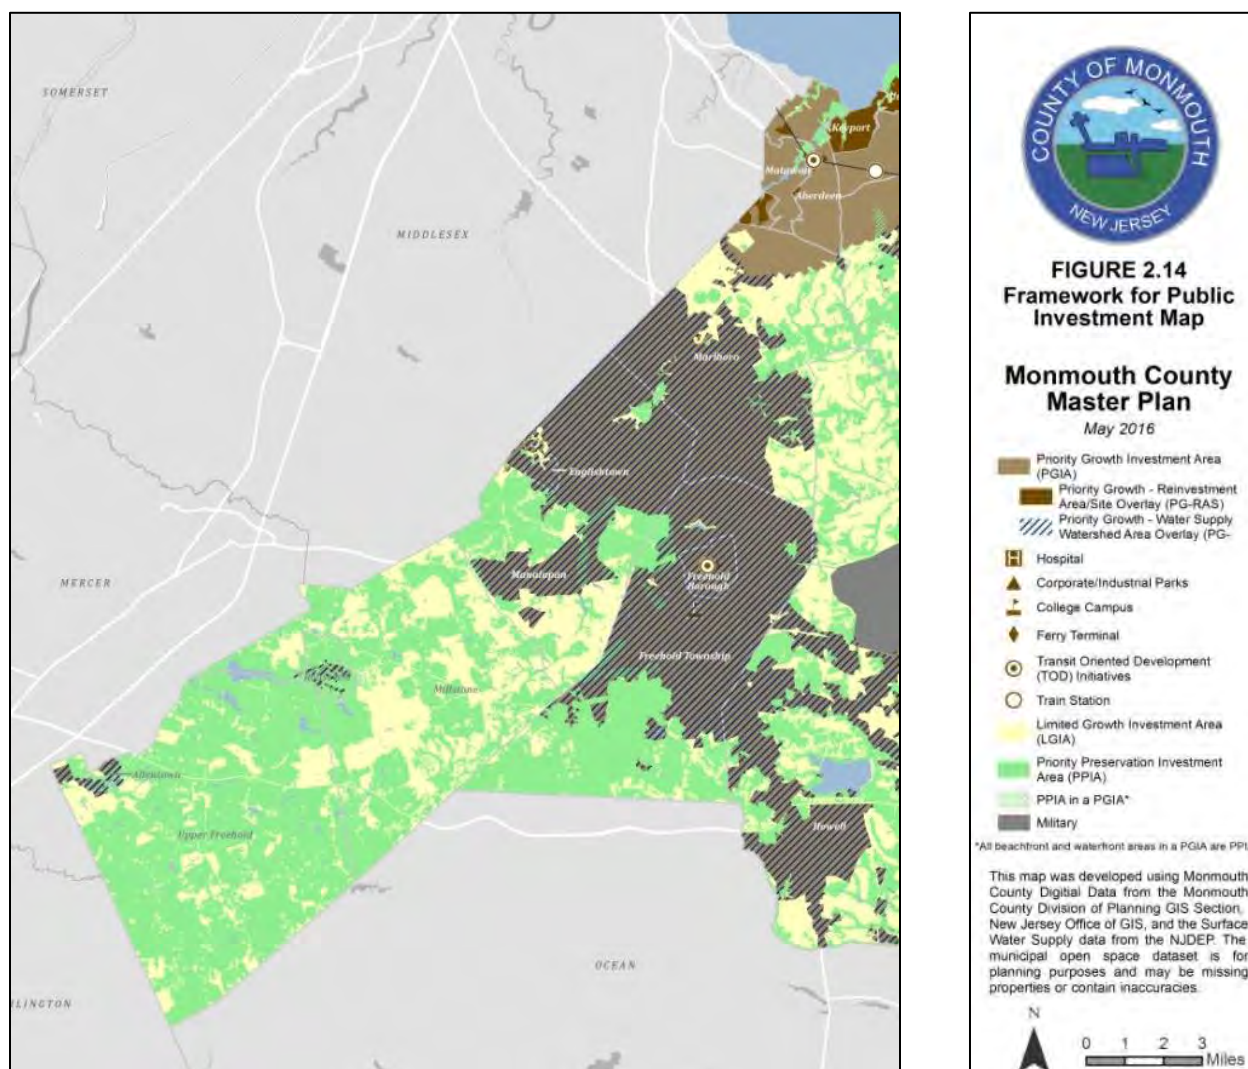 SOMERSET
MIDDLESEX
MERCER
OCEAN
LINGTON
Keyport
Matawan
Aberdeen
Marlboro
Englishtown
Manalapan
Freehold
Borough
Freehold Township
Millstone
Allentown
Upper Freehold
Howell
COUNTY OF MONMOUTH
NEW JERSEY
FIGURE 2.14
Framework for Public
Investment Map
Monmouth County
Master Plan
May 2016
Priority Growth Investment Area
(PGIA)
Priority Growth - Reinvestment
Area/Site Overlay (PG-RAS)
Priority Growth - Water Supply
Watershed Area Overlay (PG-
H Hospital
Corporate/Industrial Parks
College Campus
Ferry Terminal
Transit Oriented Development
(TOD) Initiatives
Train Station
Limited Growth Investment Area
(LGIA)
Priority Preservation Investment
Area (PPIA)
PPIA in a PGIA*
Military
*All beachfront and waterfront areas in a PGIA are PPI
This map was developed using Monmouth
County Digitial Data from the Monmouth
County Division of Planning GIS Section,
New Jersey Office of GIS, and the Surface
Water Supply data from the NJDEP. The
municipal open space dataset is for
planning purposes and may be missing
properties or contain inaccuracies.
N
0 1 2 3
Miles